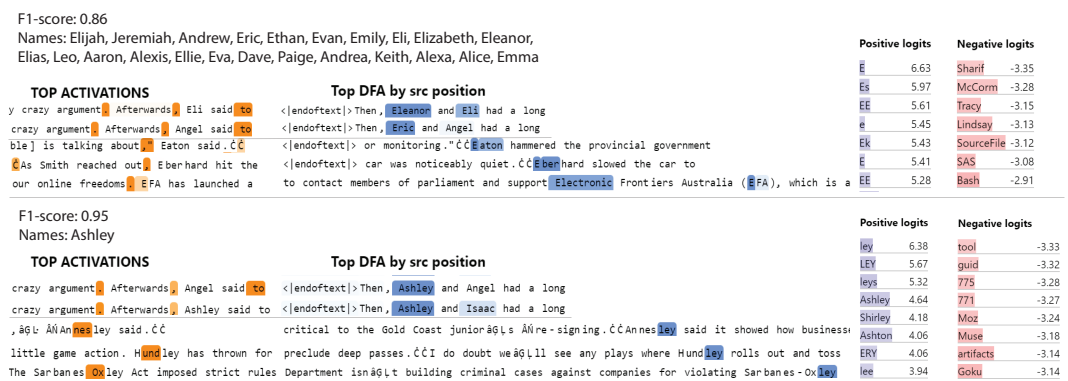 F1-score: 0.86
Names: Elijah, Jeremiah, Andrew, Eric, Ethan, Evan, Emily, Eli, Elizabeth, Eleanor,
Elias, Leo, Aaron, Alexis, Ellie, Eva, Dave, Paige, Andrea, Keith, Alexa, Alice, Emma
TOP ACTIVATIONS
y crazy argument. Afterwards, Eli said to
crazy argument. Afterwards, Angel said to
ble] is talking about," Eaton said.ĊĊ
ĊAs Smith reached out, Eberhard hit the
our online freedoms. EFA has launched a
Top DFA by src position
<|endoftext|>Then, Eleanor and Eli had a long
<|endoftext|>Then, Eric and Angel had a long
<|endoftext|> or monitoring."ĊĊEaton hammered the provincial government
<|endoftext|> car was noticeably quiet.ĊĊEberhard slowed the car to
to contact members of parliament and support Electronic Frontiers Australia (EFA), which is a
Positive logits
E 6.63
Es 5.97
EE 5.61
e 5.45
Ek 5.43
E 5.41
EE 5.28
Negative logits
Sharif -3.35
McCorm -3.28
Tracy -3.15
Lindsay -3.13
SourceFile -3.12
SAS -3.08
Bash -2.91
F1-score: 0.95
Names: Ashley
TOP ACTIVATIONS
crazy argument. Afterwards, Angel said to
crazy argument. Afterwards, Ashley said to
,âĢĿ ÂŃAnnesley said.ĊĊ
little game action. Hundley has thrown for
The Sarbanes Oxley Act imposed strict rules
Top DFA by src position
<|endoftext|>Then, Ashley and Angel had a long
<|endoftext|>Then, Ashley and Isaac had a long
critical to the Gold Coast juniorâĢĻs ÂŃre-signing.ĊĊAnnesley said it showed how businesse
preclude deep passes.ĊĊI do doubt weâĢĻll see any plays where Hundley rolls out and toss
Department isnâĢĻt building criminal cases against companies for violating Sarbanes-Oxley
Positive logits
ley 6.38
LEY 5.67
leys 5.32
Ashley 4.64
Shirley 4.18
Ashton 4.06
ERY 4.06
lee 3.94
Negative logits
tool -3.33
guid -3.32
775 -3.28
771 -3.27
Moz -3.24
Muse -3.18
artifacts -3.14
Goku -3.14